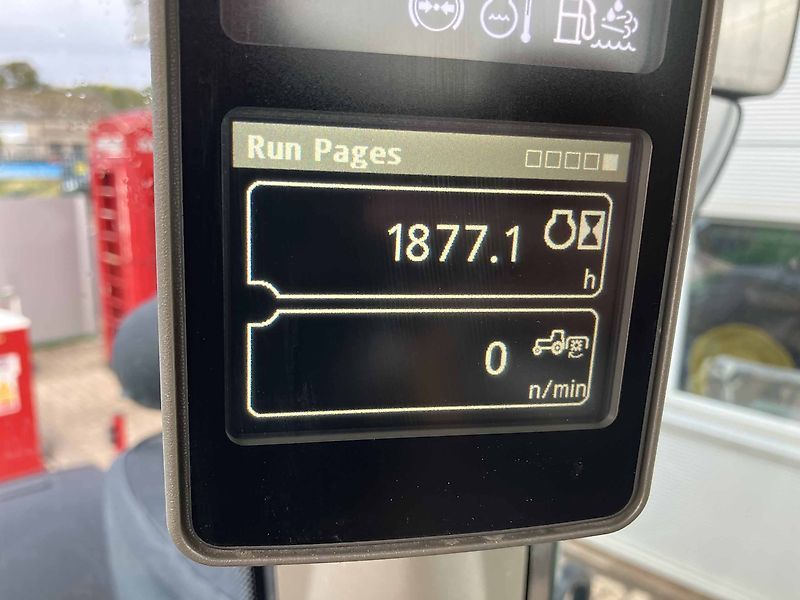 Run Pages
1877.1
h
0
n/min